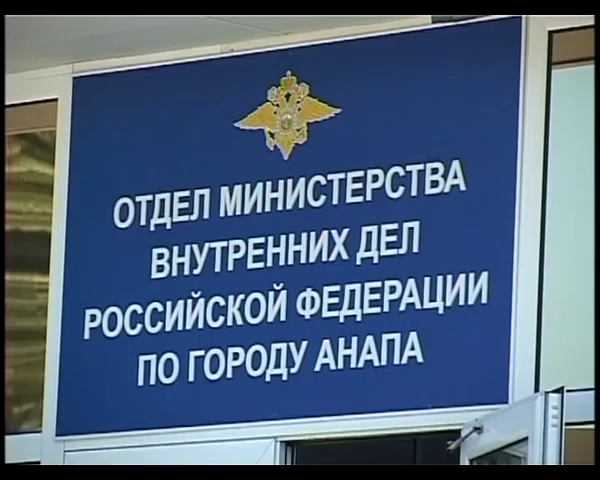 ОТДЕЛ МИНИСТЕРСТВА
ВНУТРЕННИХ ДЕЛ
РОССИЙСКОЙ ФЕДЕРАЦИИ
ПО ГОРОДУ АНАПА